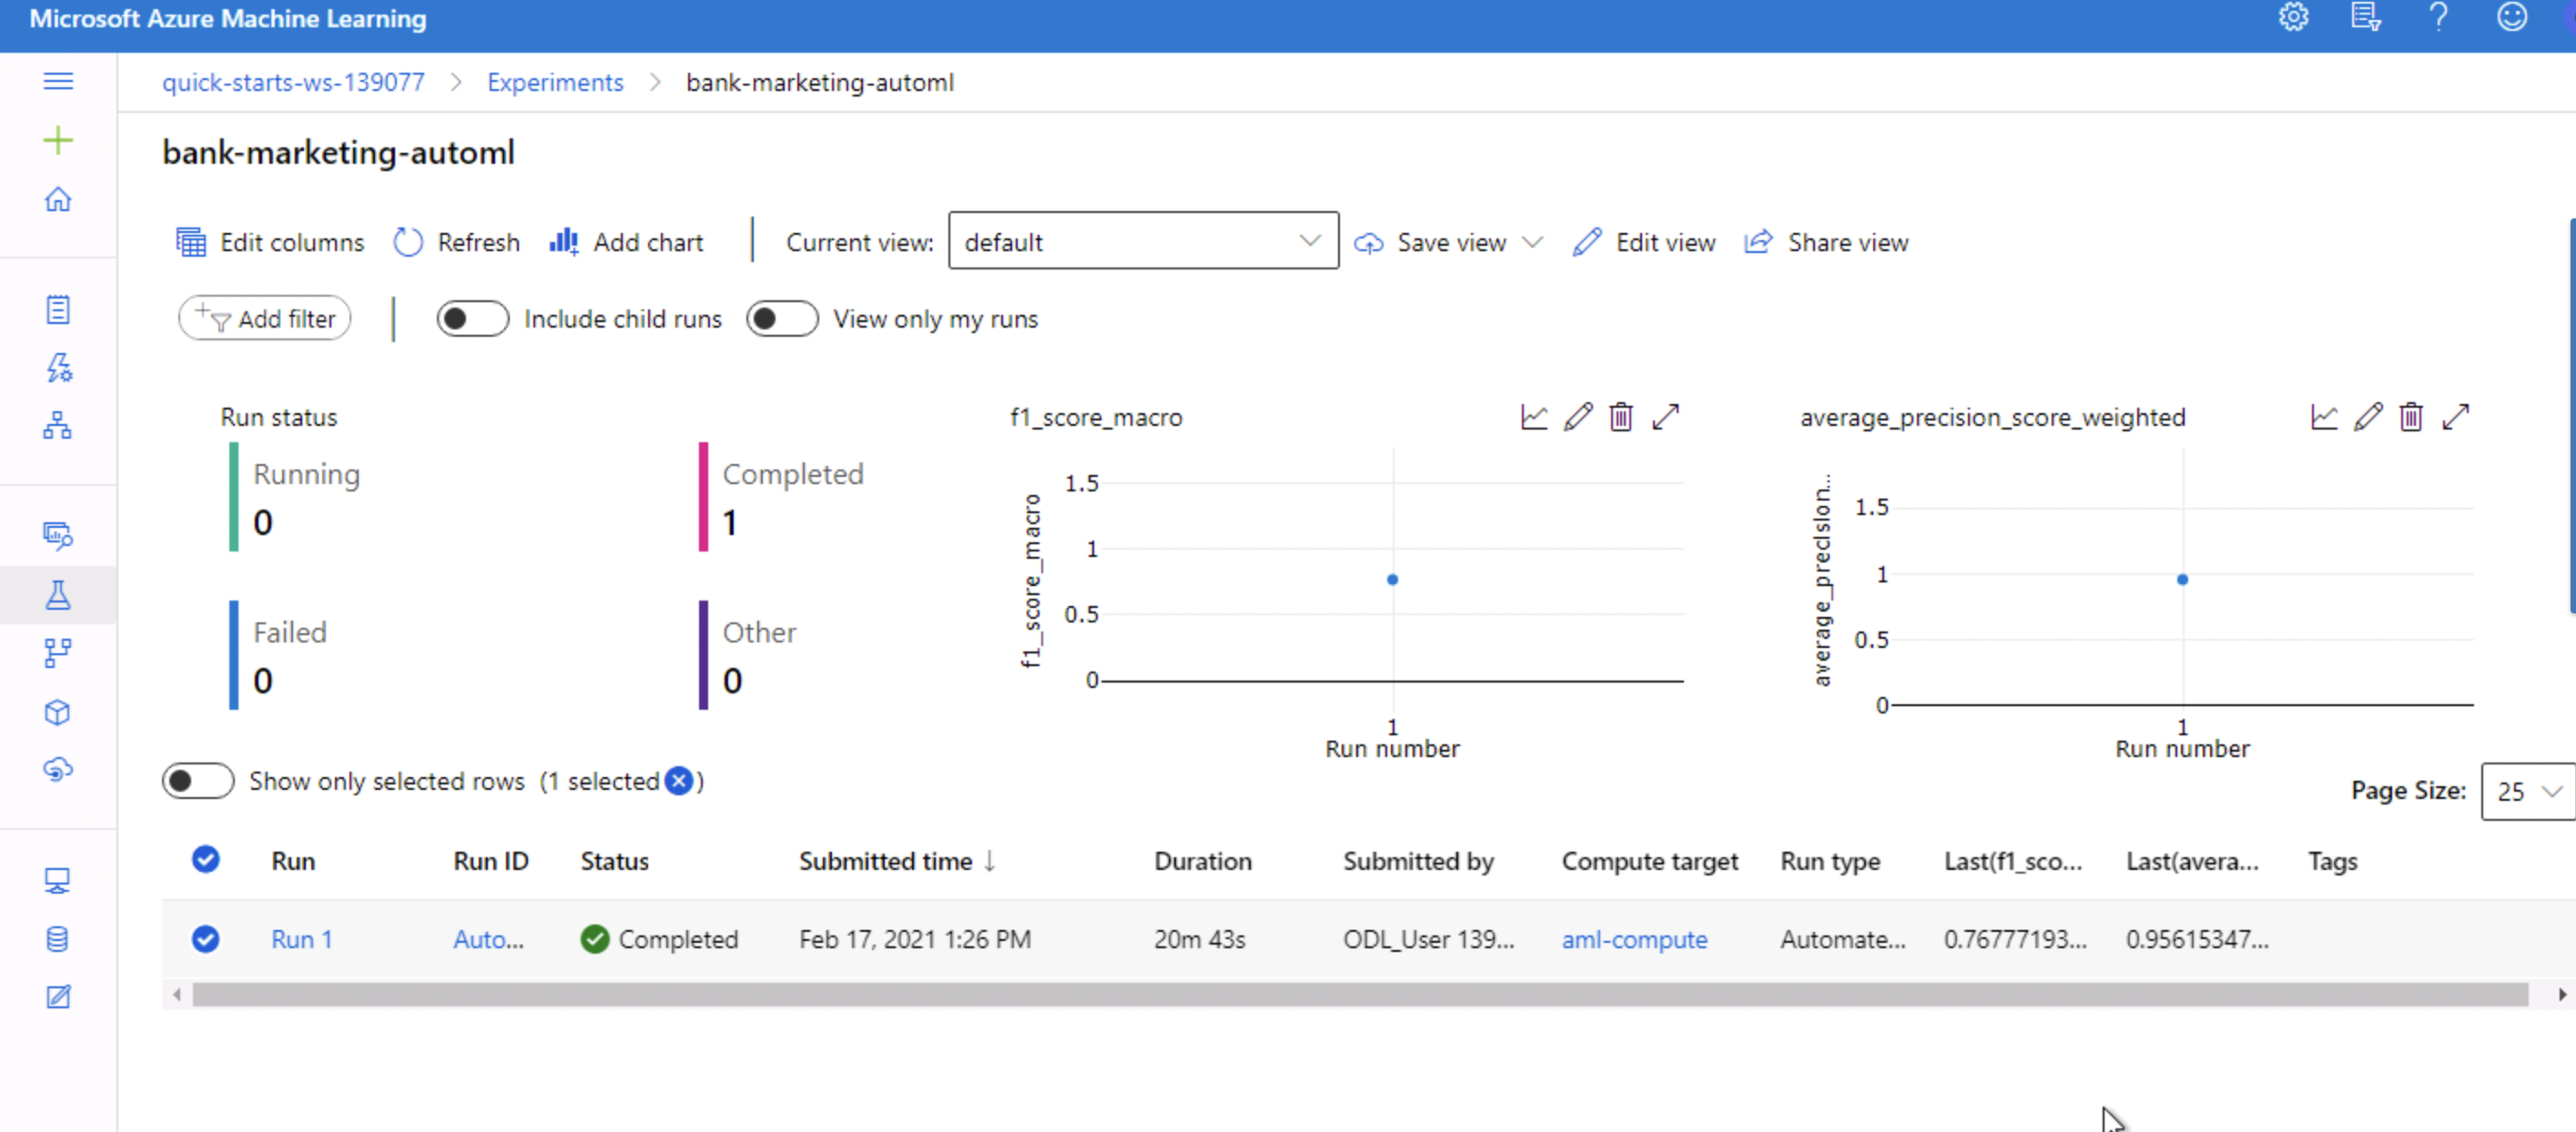 Microsoft Azure Machine Learning
quick-starts-ws-139077 > Experiments > bank-marketing-automl
bank-marketing-automl
Edit columns Refresh Add chart Current view: default Save view Edit view Share view
Add filter Include child runs View only my runs
Run status
Running
0
Completed
1
Failed
0
Other
0
f1_score_macro
f1_score_macro
1.5
1
0.5
0
1
Run number
average_precision_score_weighted
average_precision...
1.5
1
0.5
0
1
Run number
Show only selected rows (1 selected )
Page Size: 25
Run Run ID Status Submitted time ↓ Duration Submitted by Compute target Run type Last(f1_sco... Last(avera... Tags
Run 1 Auto... Completed Feb 17, 2021 1:26 PM 20m 43s ODL_User 139... aml-compute Automate... 0.76777193... 0.95615347...